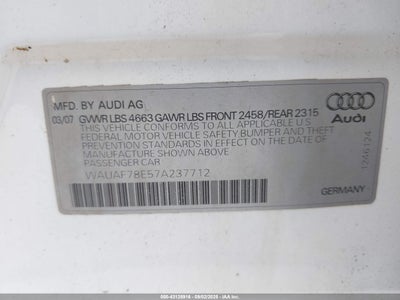 MFD. BY AUDI AG
03/07 GVWR LBS 4663 GAWR LBS FRONT 2458/REAR 2315
THIS VEHICLE CONFORMS TO ALL APPLICABLE U.S.
FEDERAL MOTOR VEHICLE SAFETY, BUMPER AND THEFT
PREVENTION STANDARDS IN EFFECT ON THE DATE OF
MANUFACTURE SHOWN ABOVE
PASSENGER CAR
WAUAF78E57A237712
Audi
1246124
GERMANY